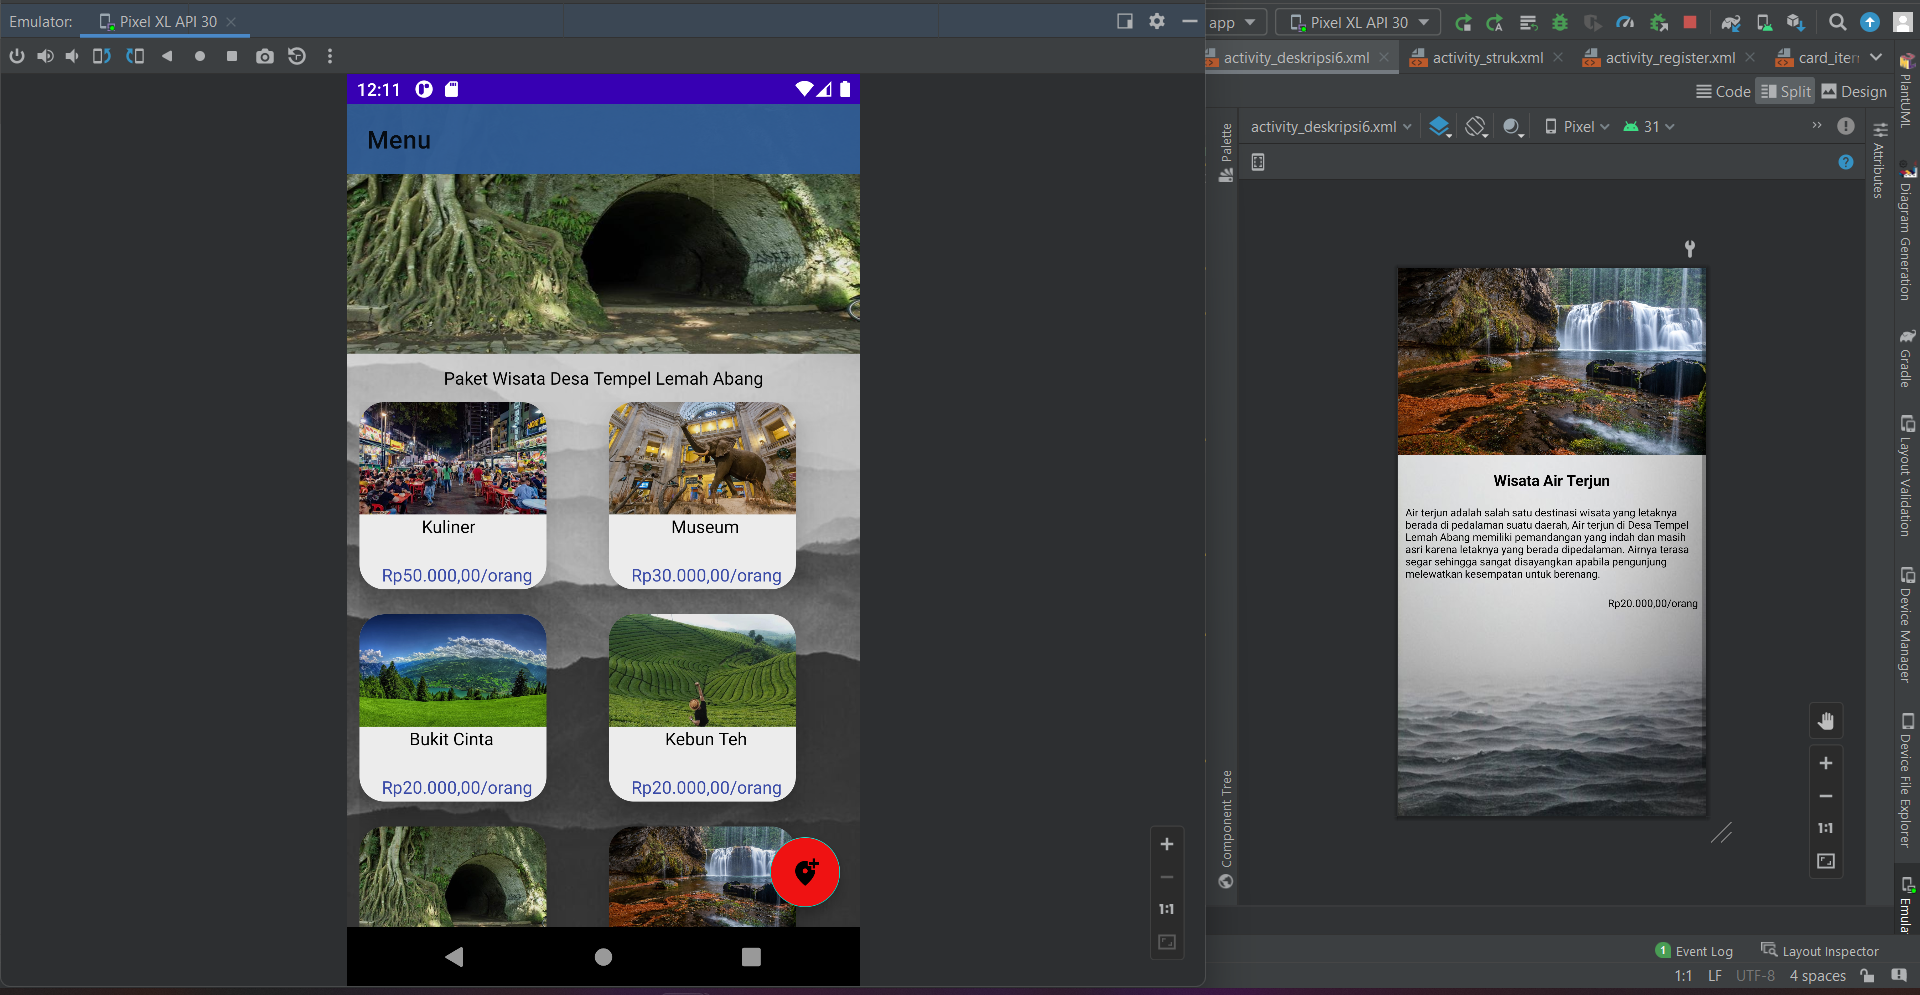 Emulator: Pixel XL API 30
12:11
Menu
Paket Wisata Desa Tempel Lemah Abang
Kuliner
Rp50.000,00/orang
Museum
Rp30.000,00/orang
Bukit Cinta
Rp20.000,00/orang
Kebun Teh
Rp20.000,00/orang
1:1
app Pixel XL API 30
activity_deskripsi6.xml activity_struk.xml activity_register.xml card_iter
Code Split Design
activity_deskripsi6.xml Pixel 31
Palette
Component Tree
Wisata Air Terjun
Air terjun adalah salah satu destinasi wisata yang letaknya
berada di pedalaman suatu daerah, Air terjun di Desa Tempel
Lemah Abang memiliki pemandangan yang indah dan masih
asri karena letaknya yang berada dipedalaman. Airnya terasa
segar sehingga sangat disayangkan apabila pengunjung
melewatkan kesempatan untuk berenang.
Rp20.000,00/orang
1:1
Attributes
PlantUML
Diagram Generation
Gradle
Layout Validation
Device Manager
Device File Explorer
Emula
1 Event Log Layout Inspector
1:1 LF UTF-8 4 spaces